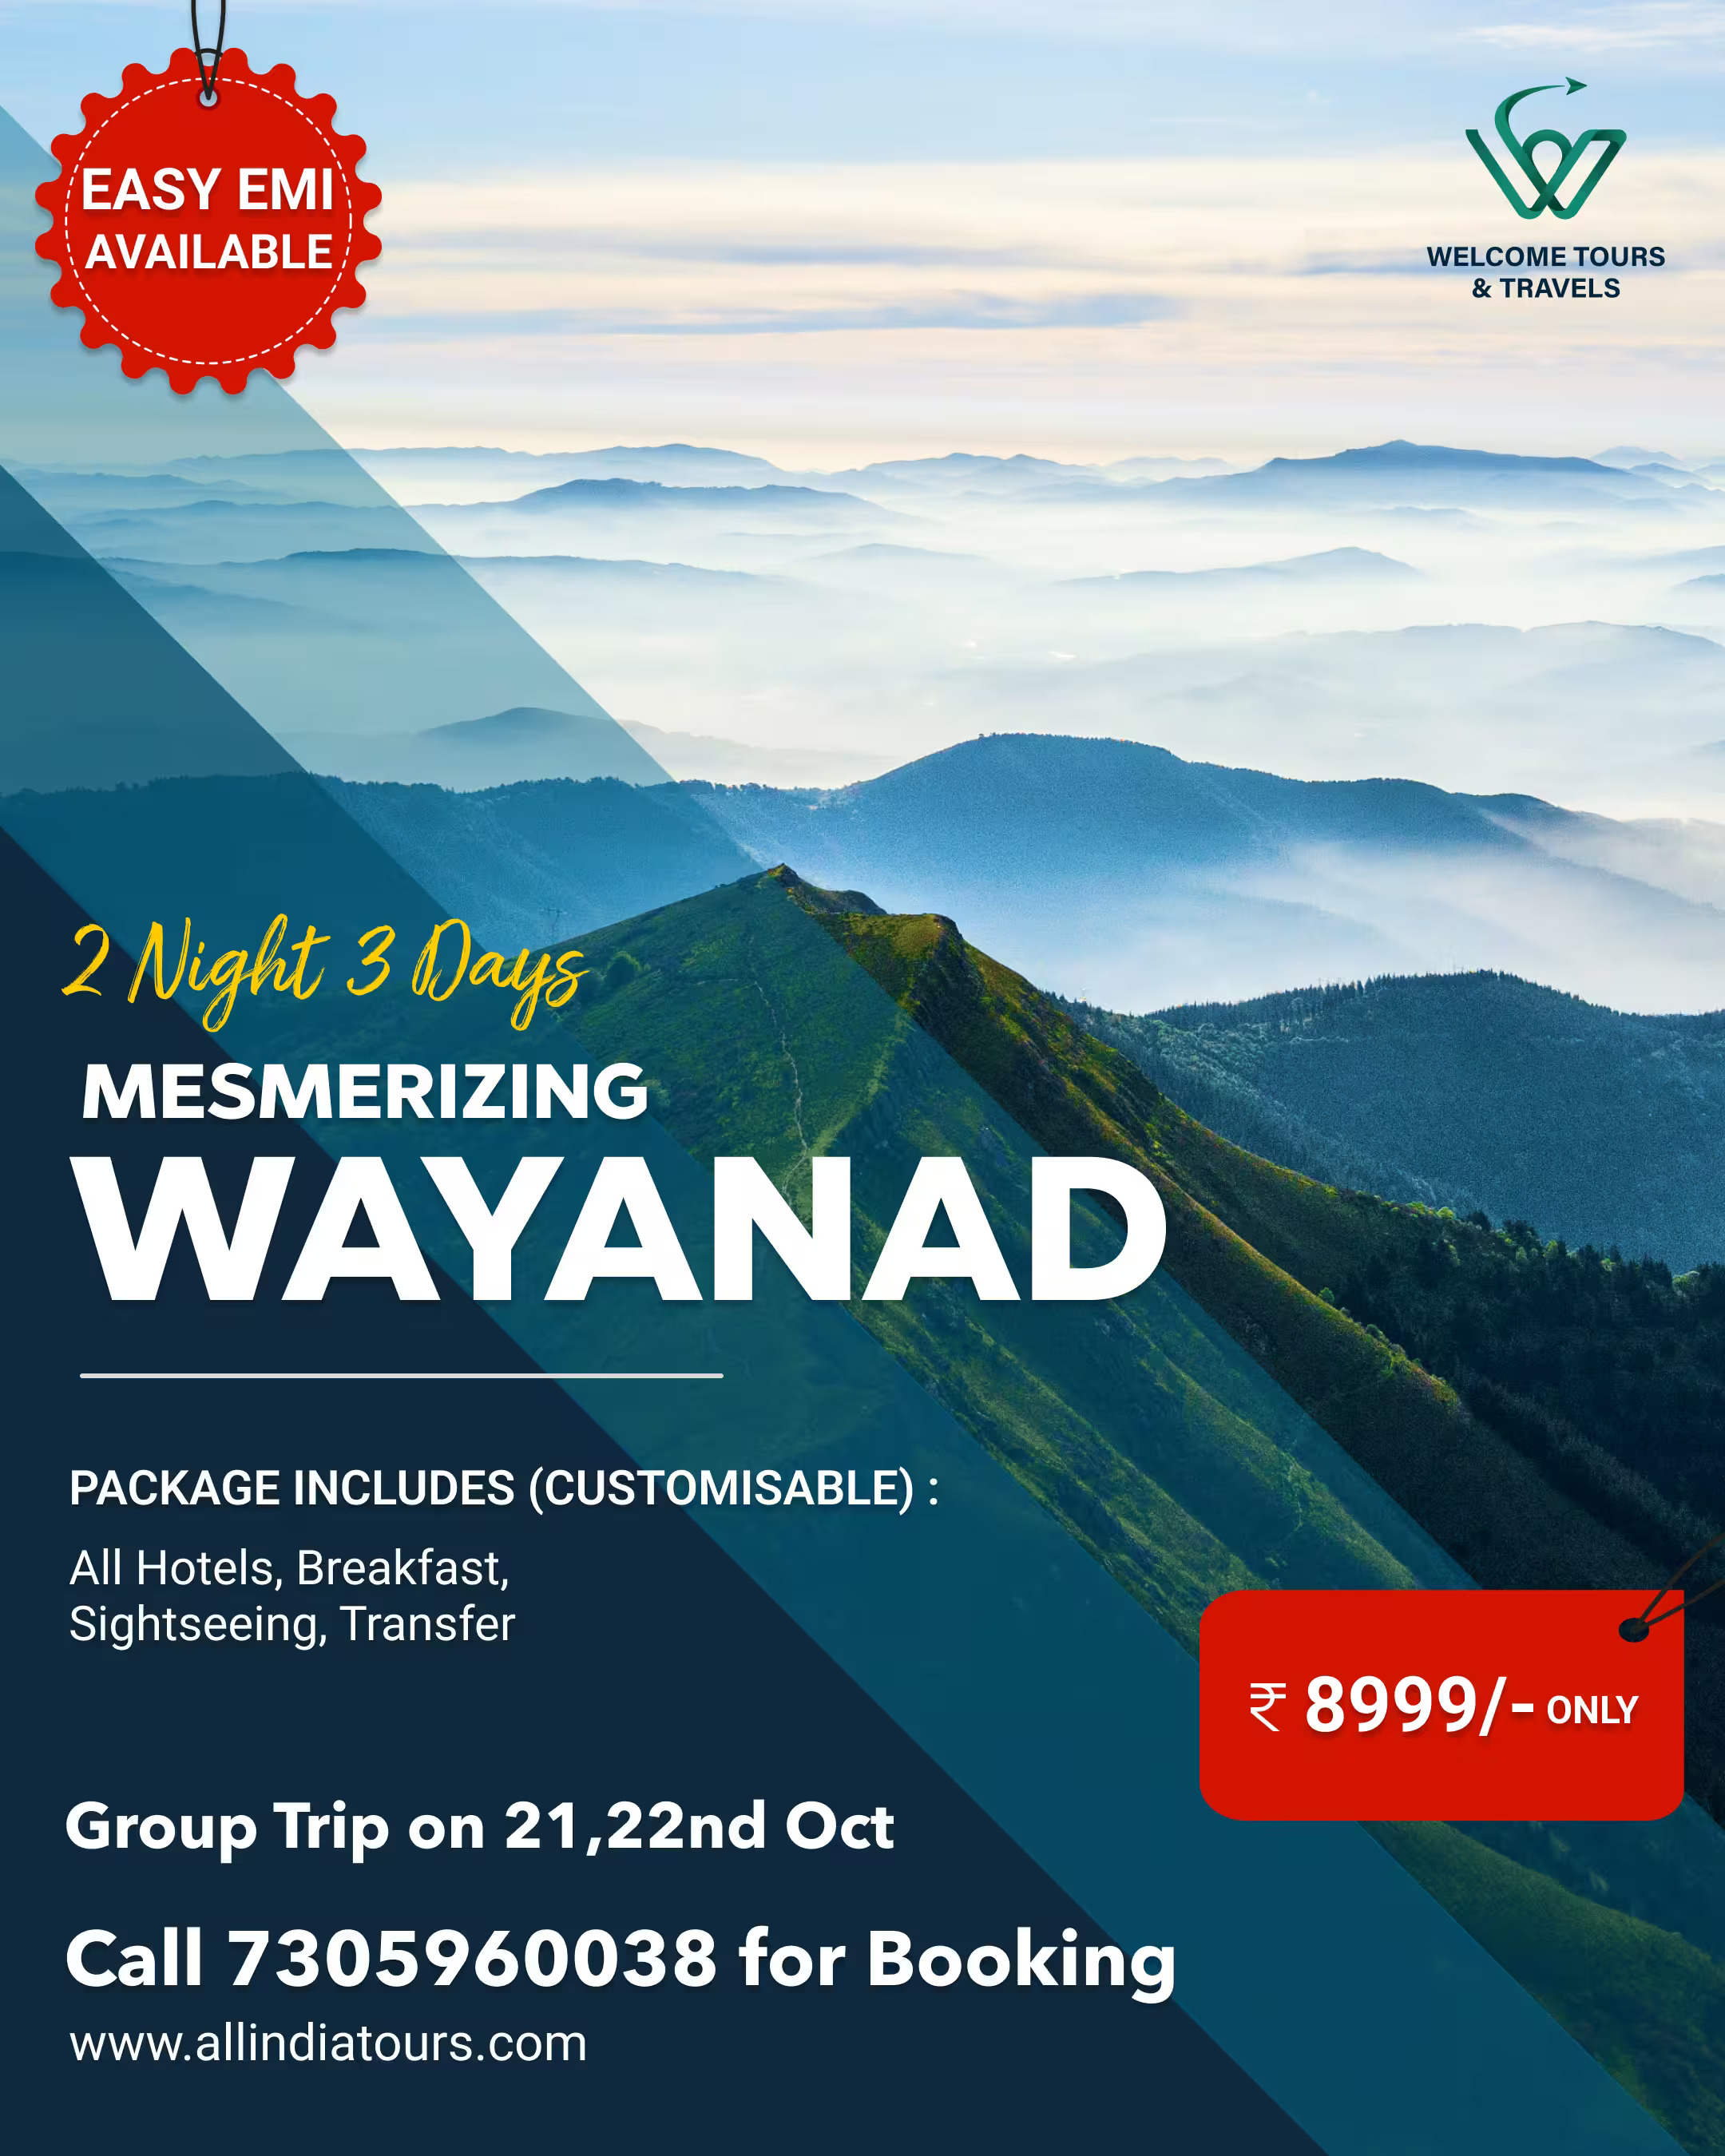 EASY EMI
AVAILABLE
WELCOME TOURS
& TRAVELS
2 Night 3 Days
MESMERIZING
WAYANAD
PACKAGE INCLUDES (CUSTOMISABLE) :
All Hotels, Breakfast,
Sightseeing, Transfer
₹ 8999/- ONLY
Group Trip on 21,22nd Oct
Call 7305960038 for Booking
www.allindiatours.com